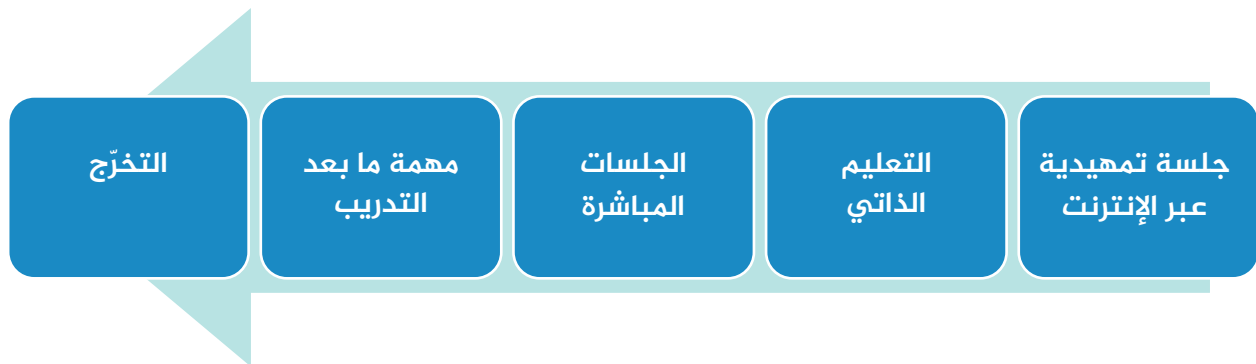 جلسة تمهيدية
عبر الإنترنت
التعليم
الذاتي
الجلسات
المباشرة
مهمة ما بعد
التدريب
التخرّج